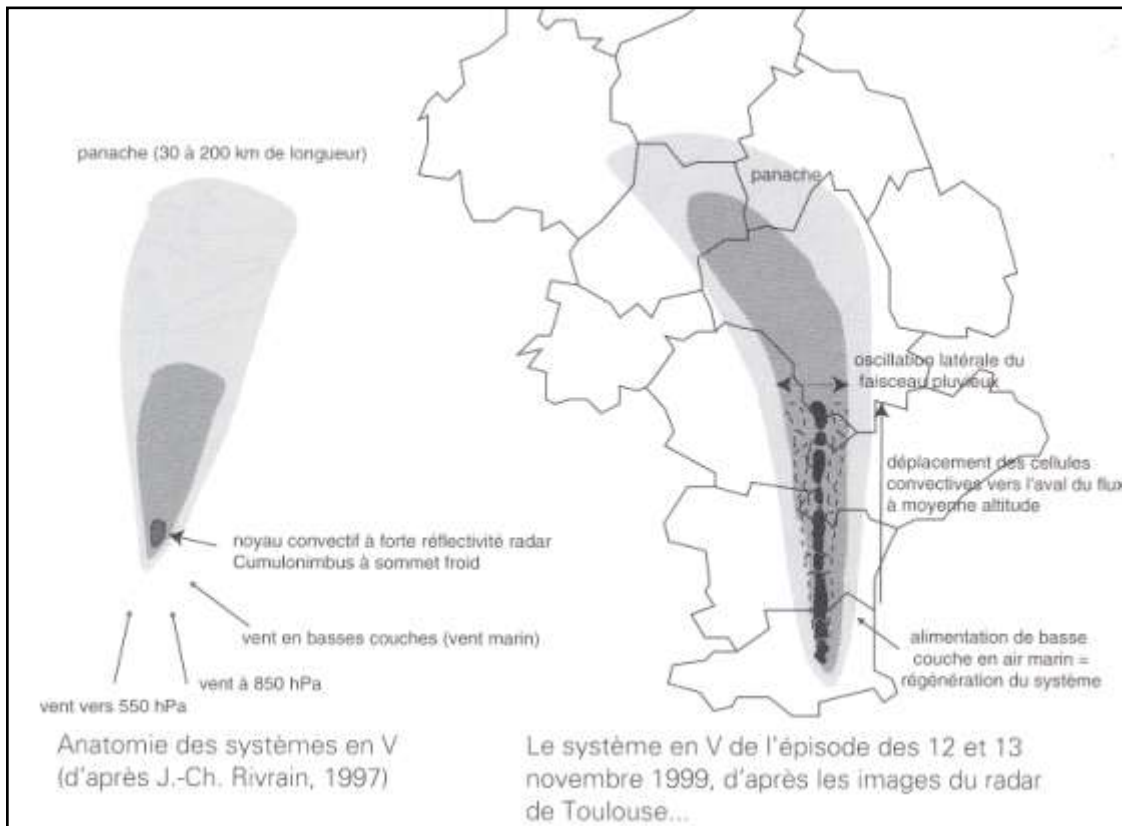 panache (30 à 200 km de longueur)
noyau convectif à forte réflectivité radar
Cumulonimbus à sommet froid
vent en basses couches (vent marin)
vent à 850 hPa
vent vers 550 hPa
Anatomie des systèmes en V
(d'après J.-Ch. Rivrain, 1997)
panache
oscillation latérale du
faisceau pluvieux
déplacement des cellules
convectives vers l'aval du flux
à moyenne altitude
alimentation de basse
couche en air marin =
régénération du système
Le système en V de l'épisode des 12 et 13
novembre 1999, d'après les images du radar
de Toulouse...